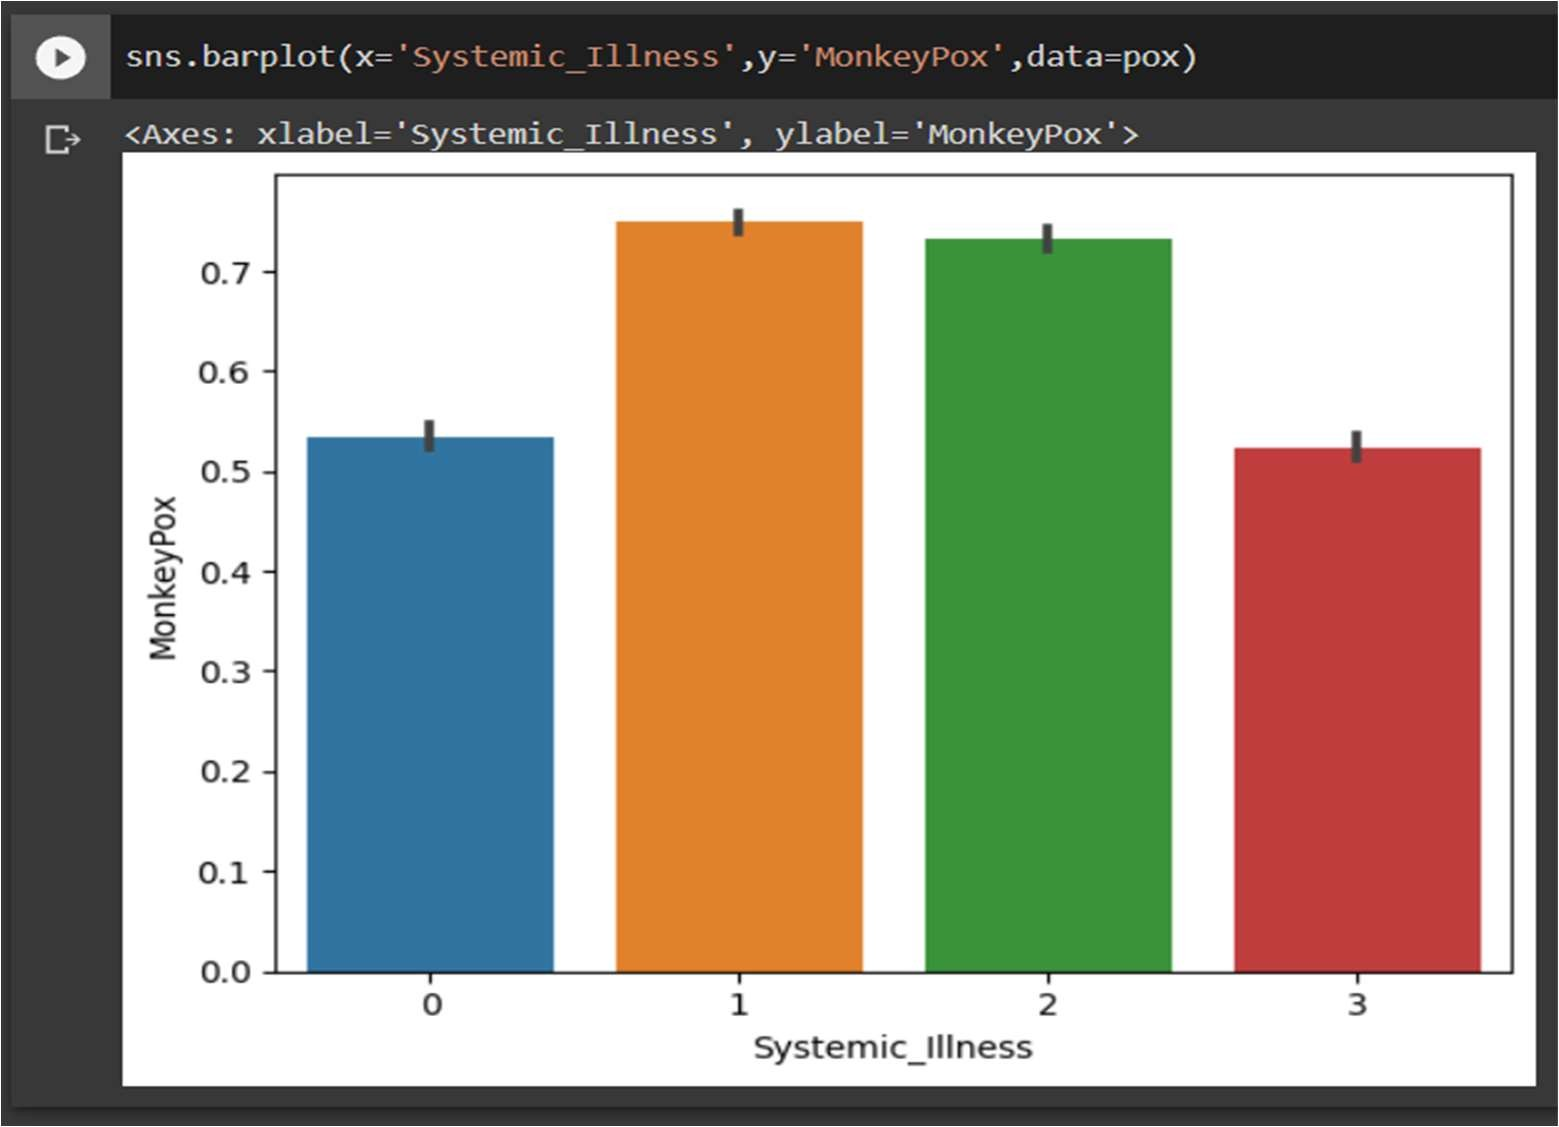 sns.barplot(x='Systemic_Illness',y='MonkeyPox',data=pox)
<Axes: xlabel='Systemic_Illness', ylabel='MonkeyPox'>
0.7
0.6
0.5
0.4
0.3
0.2
0.1
0.0
MonkeyPox
0 1 2 3
Systemic_Illness